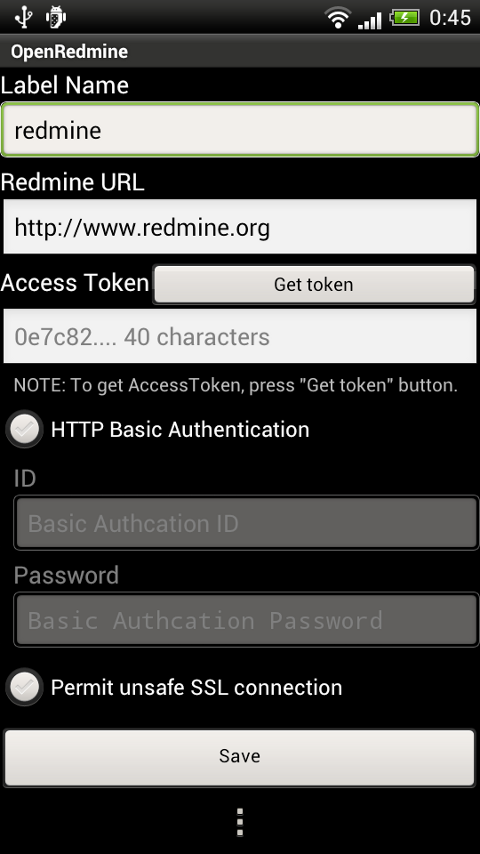 0:45
OpenRedmine
Label Name
redmine
Redmine URL
http://www.redmine.org
Access Token Get token
0e7c82.... 40 characters
NOTE: To get AccessToken, press "Get token" button.
HTTP Basic Authentication
ID
Basic Authcation ID
Password
Basic Authcation Password
Permit unsafe SSL connection
Save